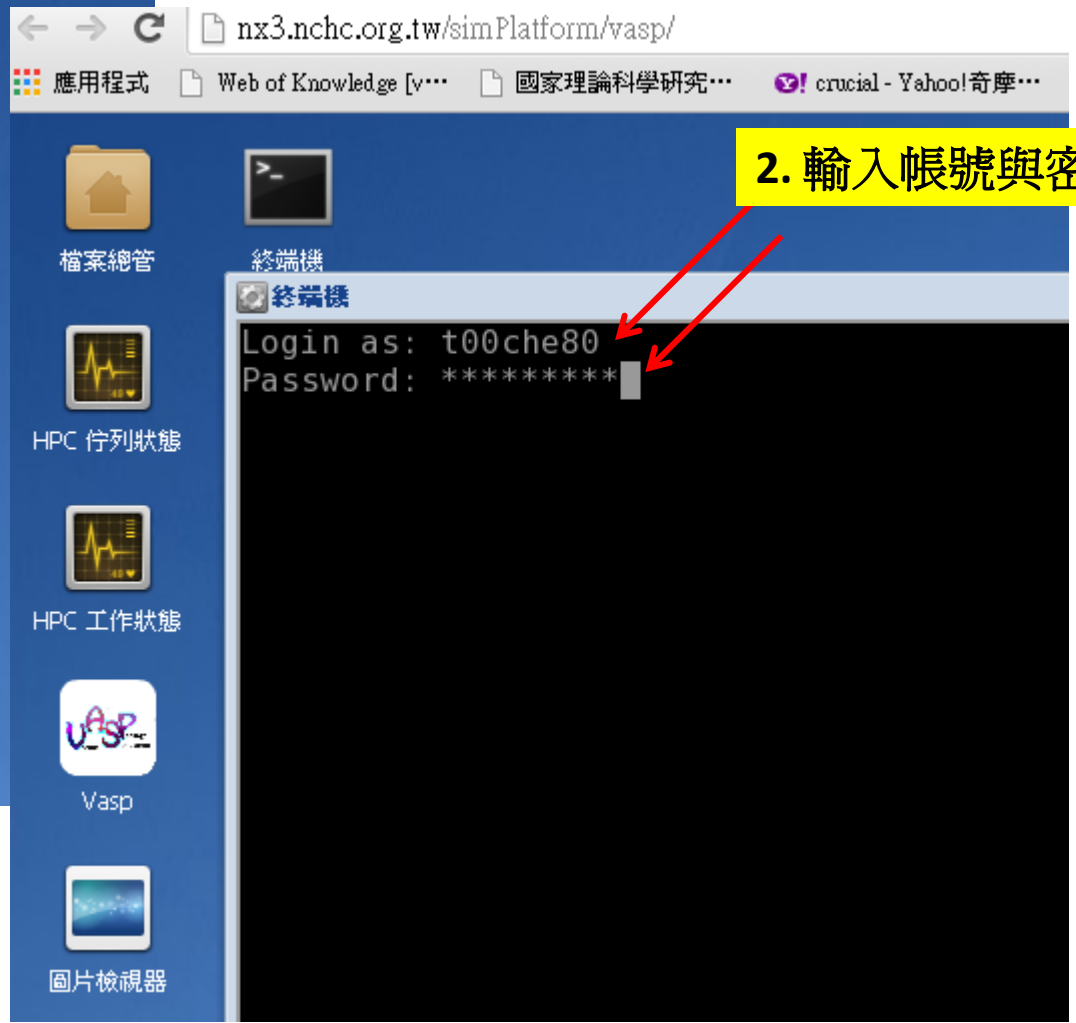 nx3.nchc.org.tw/simPlatform/vasp/
應用程式 Web of Knowledge [v… 國家理論科學研究… crucial - Yahoo!奇摩…
2. 輸入帳號與密
檔案總管
終端機
終端機
Login as: t00che80
Password: *********
HPC 佇列狀態
HPC 工作狀態
VASP
Vasp
圖片檢視器